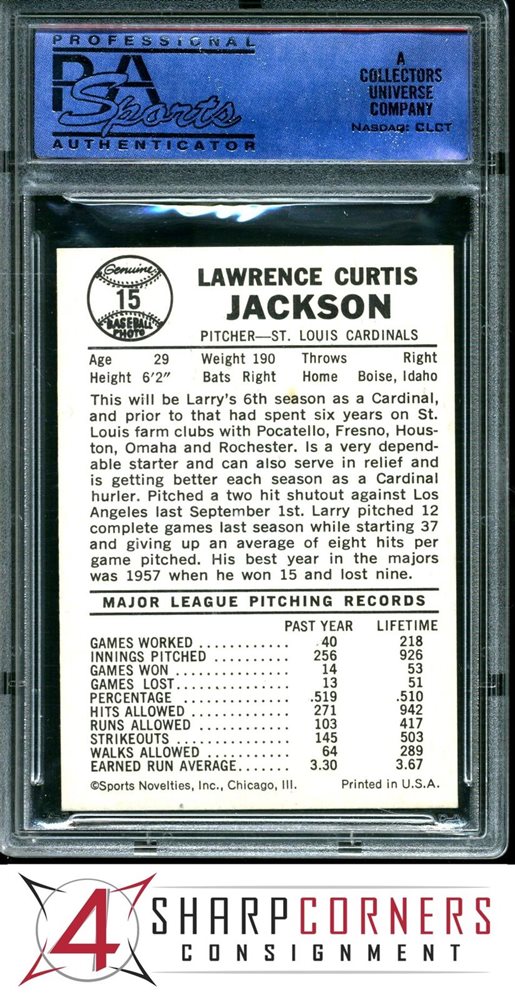 PROFESSIONAL
PSA
Sports
AUTHENTICATOR
A
COLLECTORS
UNIVERSE
COMPANY
NASDAQ: CLCT
Genuine
15
BASEBALL
PHOTO
LAWRENCE CURTIS
JACKSON
PITCHER—ST. LOUIS CARDINALS
Age 29 Weight 190 Throws Right
Height 6'2" Bats Right Home Boise, Idaho
This will be Larry's 6th season as a Cardinal,
and prior to that had spent six years on St.
Louis farm clubs with Pocatello, Fresno, Hous-
ton, Omaha and Rochester. Is a very depend-
able starter and can also serve in relief and
is getting better each season as a Cardinal
hurler. Pitched a two hit shutout against Los
Angeles last September 1st. Larry pitched 12
complete games last season while starting 37
and giving up an average of eight hits per
game pitched. His best year in the majors
was 1957 when he won 15 and lost nine.
MAJOR LEAGUE PITCHING RECORDS
PAST YEAR LIFETIME
GAMES WORKED ............ 40 218
INNINGS PITCHED .......... 256 926
GAMES WON ............... 14 53
GAMES LOST ............... 13 51
PERCENTAGE .............. .519 .510
HITS ALLOWED ............. 271 942
RUNS ALLOWED ............ 103 417
STRIKEOUTS ............... 145 503
WALKS ALLOWED ........... 64 289
EARNED RUN AVERAGE ...... 3.30 3.67
©Sports Novelties, Inc., Chicago, Ill. Printed in U.S.A.
4 SHARPCORNERS
CONSIGNMENT